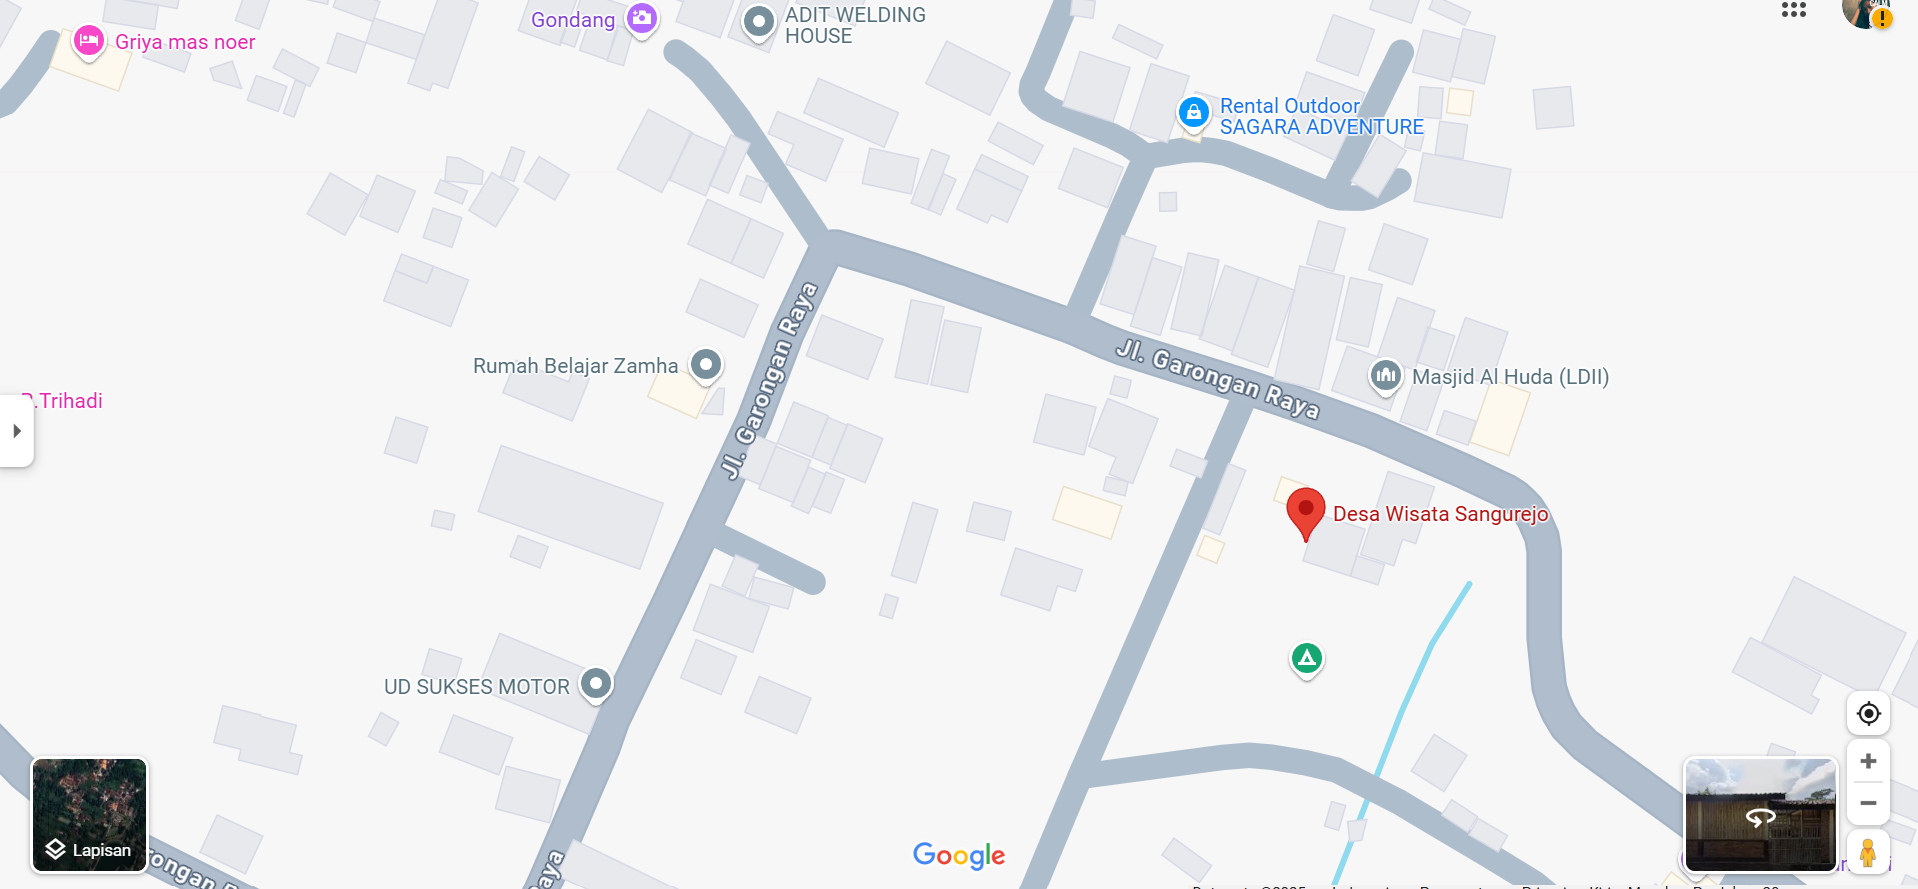 Gondang
ADIT WELDING
HOUSE
Griya mas noer
Rental Outdoor
SAGARA ADVENTURE
Jl. Garongan Raya
Jl. Garongan Raya
Rumah Belajar Zamha
Masjid Al Huda (LDII)
.Trihadi
Desa Wisata Sangurejo
UD SUKSES MOTOR
Lapisan
Google